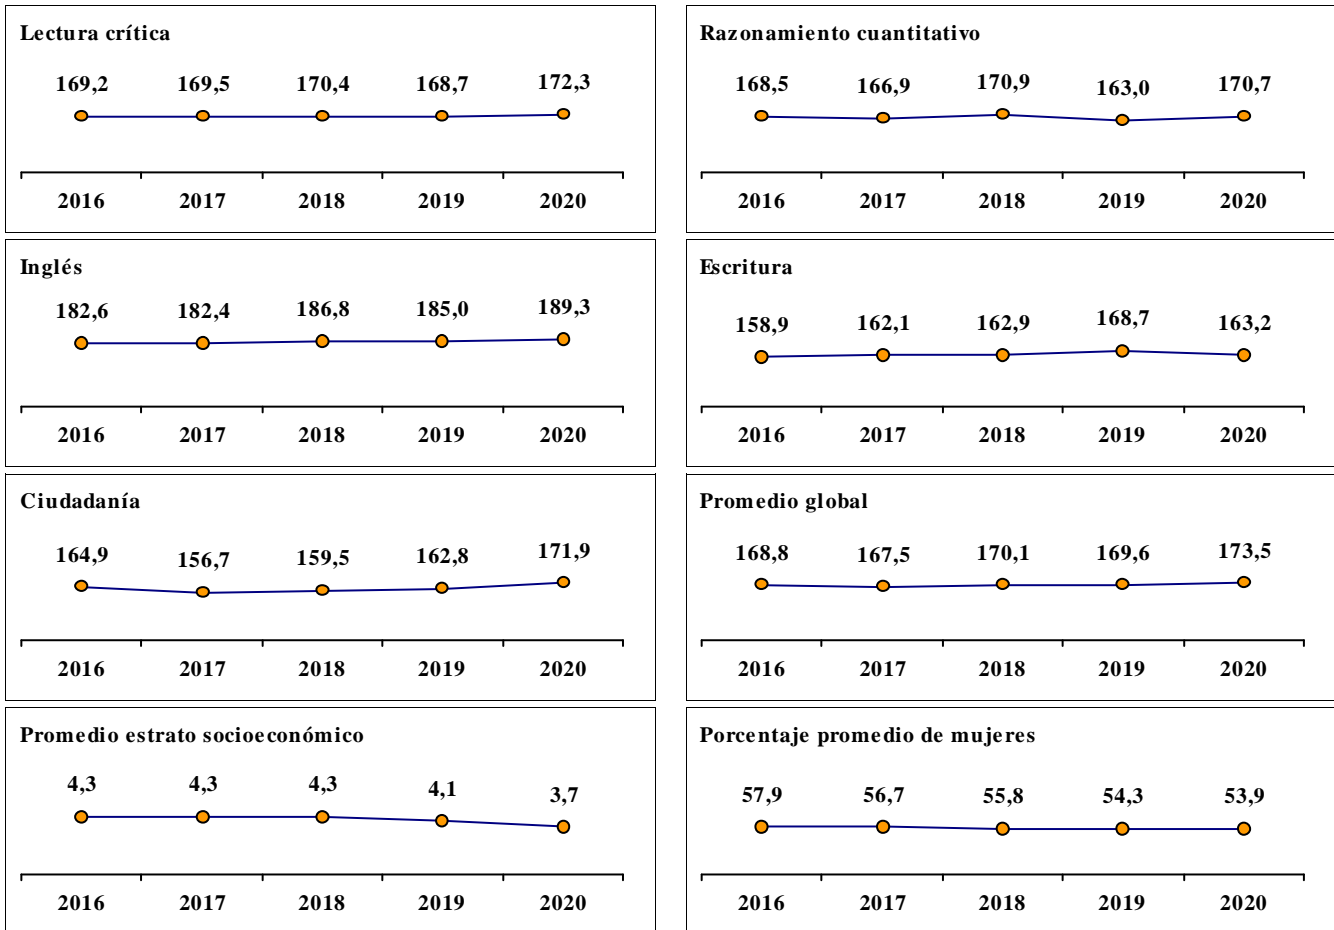 Lectura crítica
169,2 169,5 170,4 168,7 172,3
2016 2017 2018 2019 2020
Razonamiento cuantitativo
168,5 166,9 170,9 163,0 170,7
2016 2017 2018 2019 2020
Inglés
182,6 182,4 186,8 185,0 189,3
2016 2017 2018 2019 2020
Escritura
158,9 162,1 162,9 168,7 163,2
2016 2017 2018 2019 2020
Ciudadanía
164,9 156,7 159,5 162,8 171,9
2016 2017 2018 2019 2020
Promedio global
168,8 167,5 170,1 169,6 173,5
2016 2017 2018 2019 2020
Promedio estrato socioeconómico
4,3 4,3 4,3 4,1 3,7
2016 2017 2018 2019 2020
Porcentaje promedio de mujeres
57,9 56,7 55,8 54,3 53,9
2016 2017 2018 2019 2020